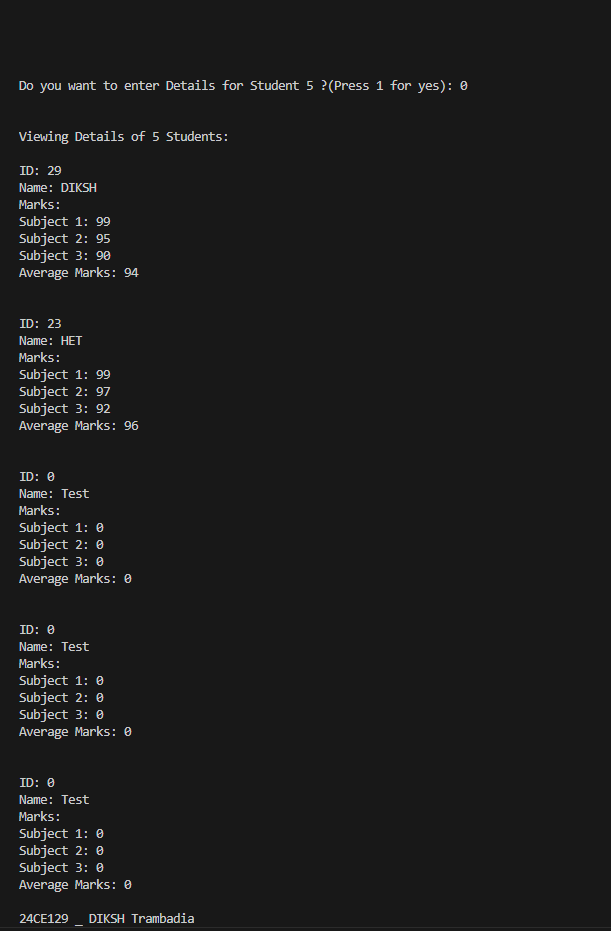 Do you want to enter Details for Student 5 ?(Press 1 for yes): 0
Viewing Details of 5 Students:
ID: 29
Name: DIKSH
Marks:
Subject 1: 99
Subject 2: 95
Subject 3: 90
Average Marks: 94
ID: 23
Name: HET
Marks:
Subject 1: 99
Subject 2: 97
Subject 3: 92
Average Marks: 96
ID: 0
Name: Test
Marks:
Subject 1: 0
Subject 2: 0
Subject 3: 0
Average Marks: 0
ID: 0
Name: Test
Marks:
Subject 1: 0
Subject 2: 0
Subject 3: 0
Average Marks: 0
ID: 0
Name: Test
Marks:
Subject 1: 0
Subject 2: 0
Subject 3: 0
Average Marks: 0
24CE129 _ DIKSH Trambadia